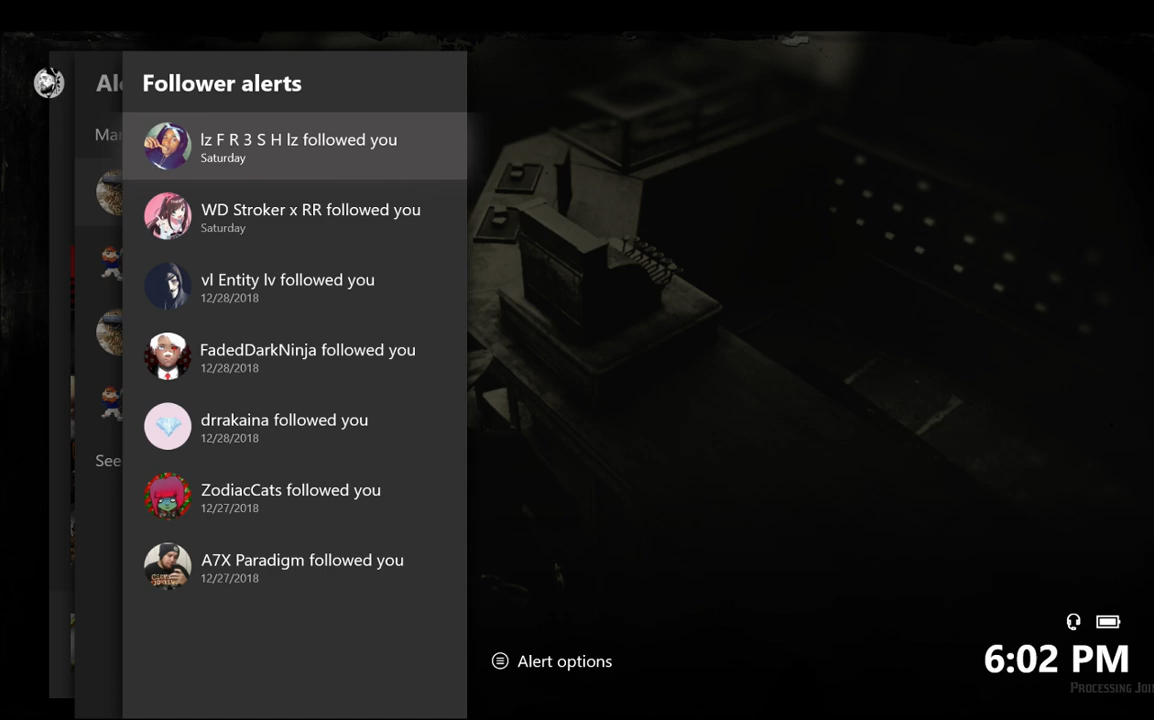 Follower alerts
lz F R 3 S H lz followed you
Saturday
WD Stroker x RR followed you
Saturday
vl Entity lv followed you
12/28/2018
FadedDarkNinja followed you
12/28/2018
drrakaina followed you
12/28/2018
ZodiacCats followed you
12/27/2018
A7X Paradigm followed you
12/27/2018
Alert options
6:02 PM
Processing